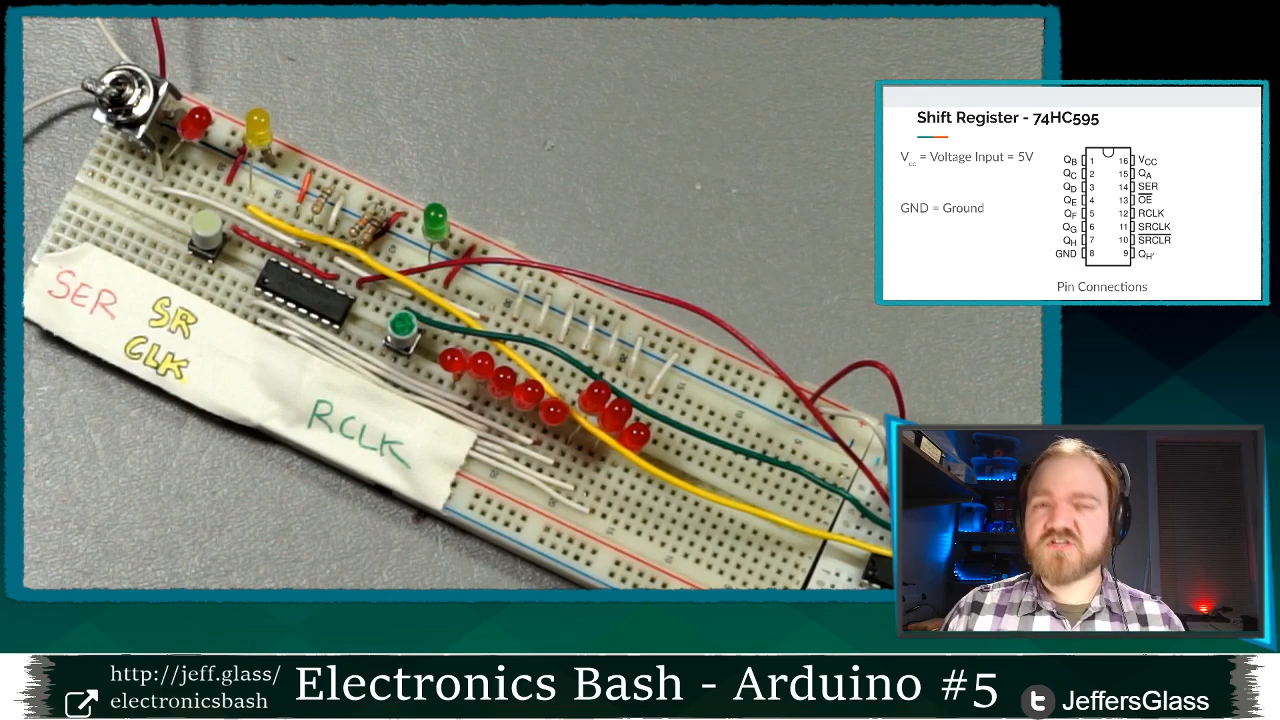 SER
SR
CLK
RCLK
Shift Register - 74HC595
Vcc = Voltage Input = 5V
GND = Ground
QB 1 16 VCC
QC 2 15 QA
QD 3 14 SER
QE 4 13 OE
QF 5 12 RCLK
QG 6 11 SRCLK
QH 7 10 SRCLR
GND 8 9 QH'
Pin Connections
http://jeff.glass/
electronicsbash
Electronics Bash - Arduino #5
JeffersGlass